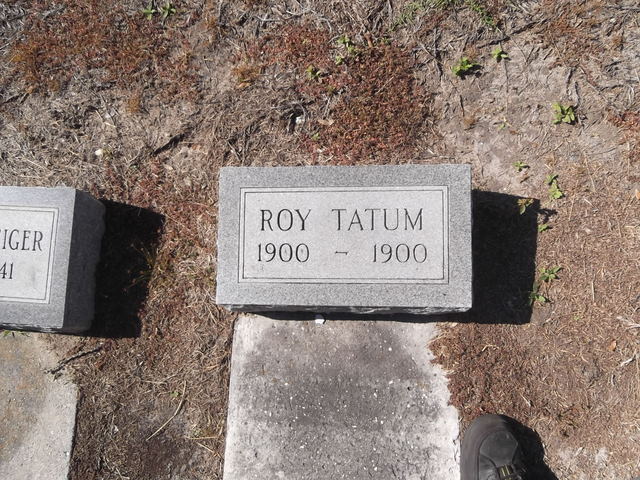 ROY TATUM
1900 - 1900
IGER
41